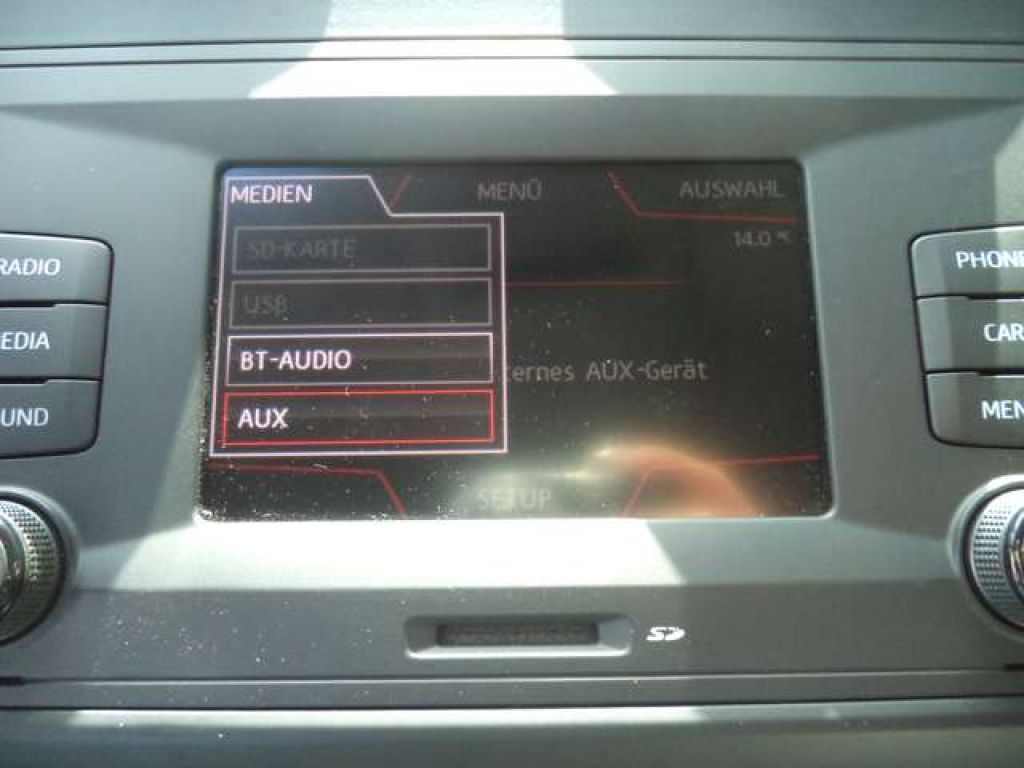 MEDIEN
MENÜ
AUSWAHL
SD-KARTE
14.0
USB
BT-AUDIO
ternes AUX-Gerät
AUX
SETUP
RADIO
EDIA
UND
PHONE
CAR
MEN
SD